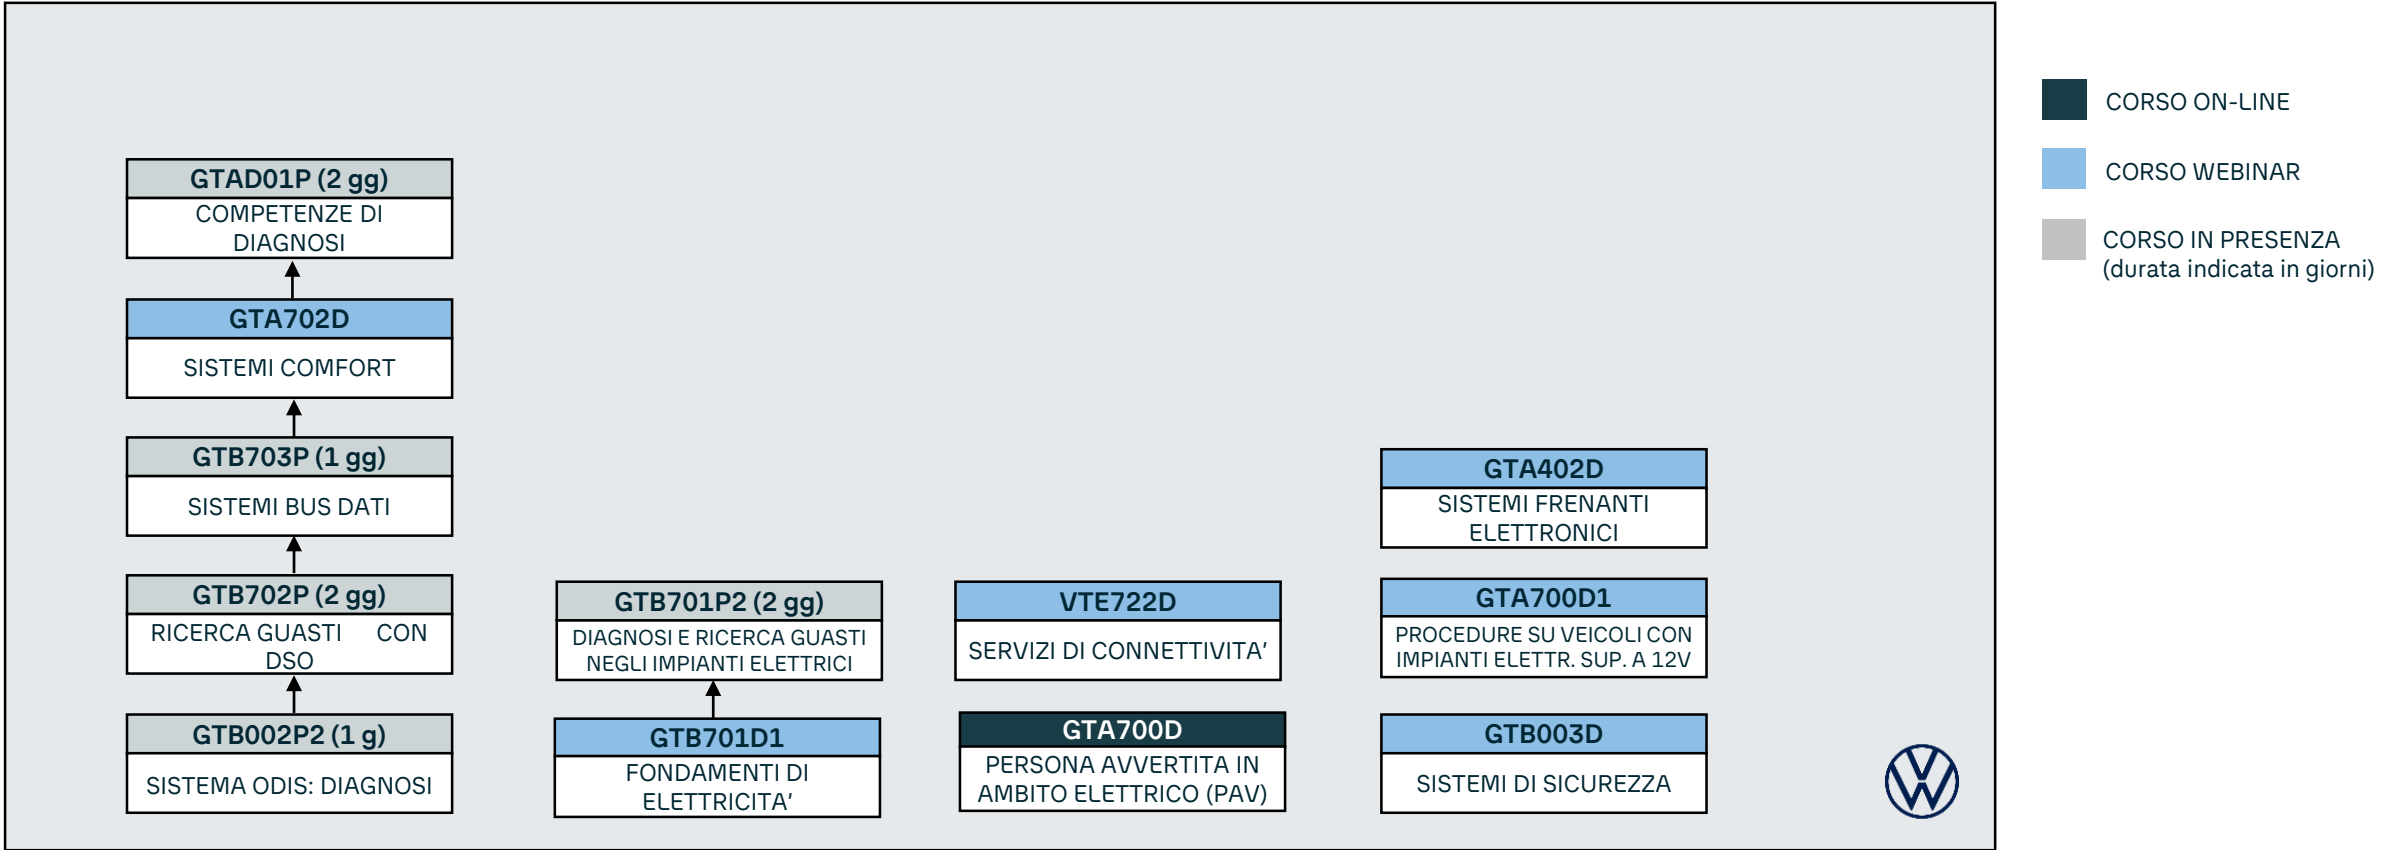 GTAD01P (2 gg)
COMPETENZE DI
DIAGNOSI
GTA702D
SISTEMI COMFORT
GTB703P (1 gg)
SISTEMI BUS DATI
GTB702P (2 gg)
RICERCA GUASTI CON
DSO
GTB002P2 (1 g)
SISTEMA ODIS: DIAGNOSI
GTB701P2 (2 gg)
DIAGNOSI E RICERCA GUASTI
NEGLI IMPIANTI ELETTRICI
GTB701D1
FONDAMENTI DI
ELETTRICITA’
VTE722D
SERVIZI DI CONNETTIVITA’
GTA700D
PERSONA AVVERTITA IN
AMBITO ELETTRICO (PAV)
GTA402D
SISTEMI FRENANTI
ELETTRONICI
GTA700D1
PROCEDURE SU VEICOLI CON
IMPIANTI ELETTR. SUP. A 12V
GTB003D
SISTEMI DI SICUREZZA
CORSO ON-LINE
CORSO WEBINAR
CORSO IN PRESENZA
(durata indicata in giorni)